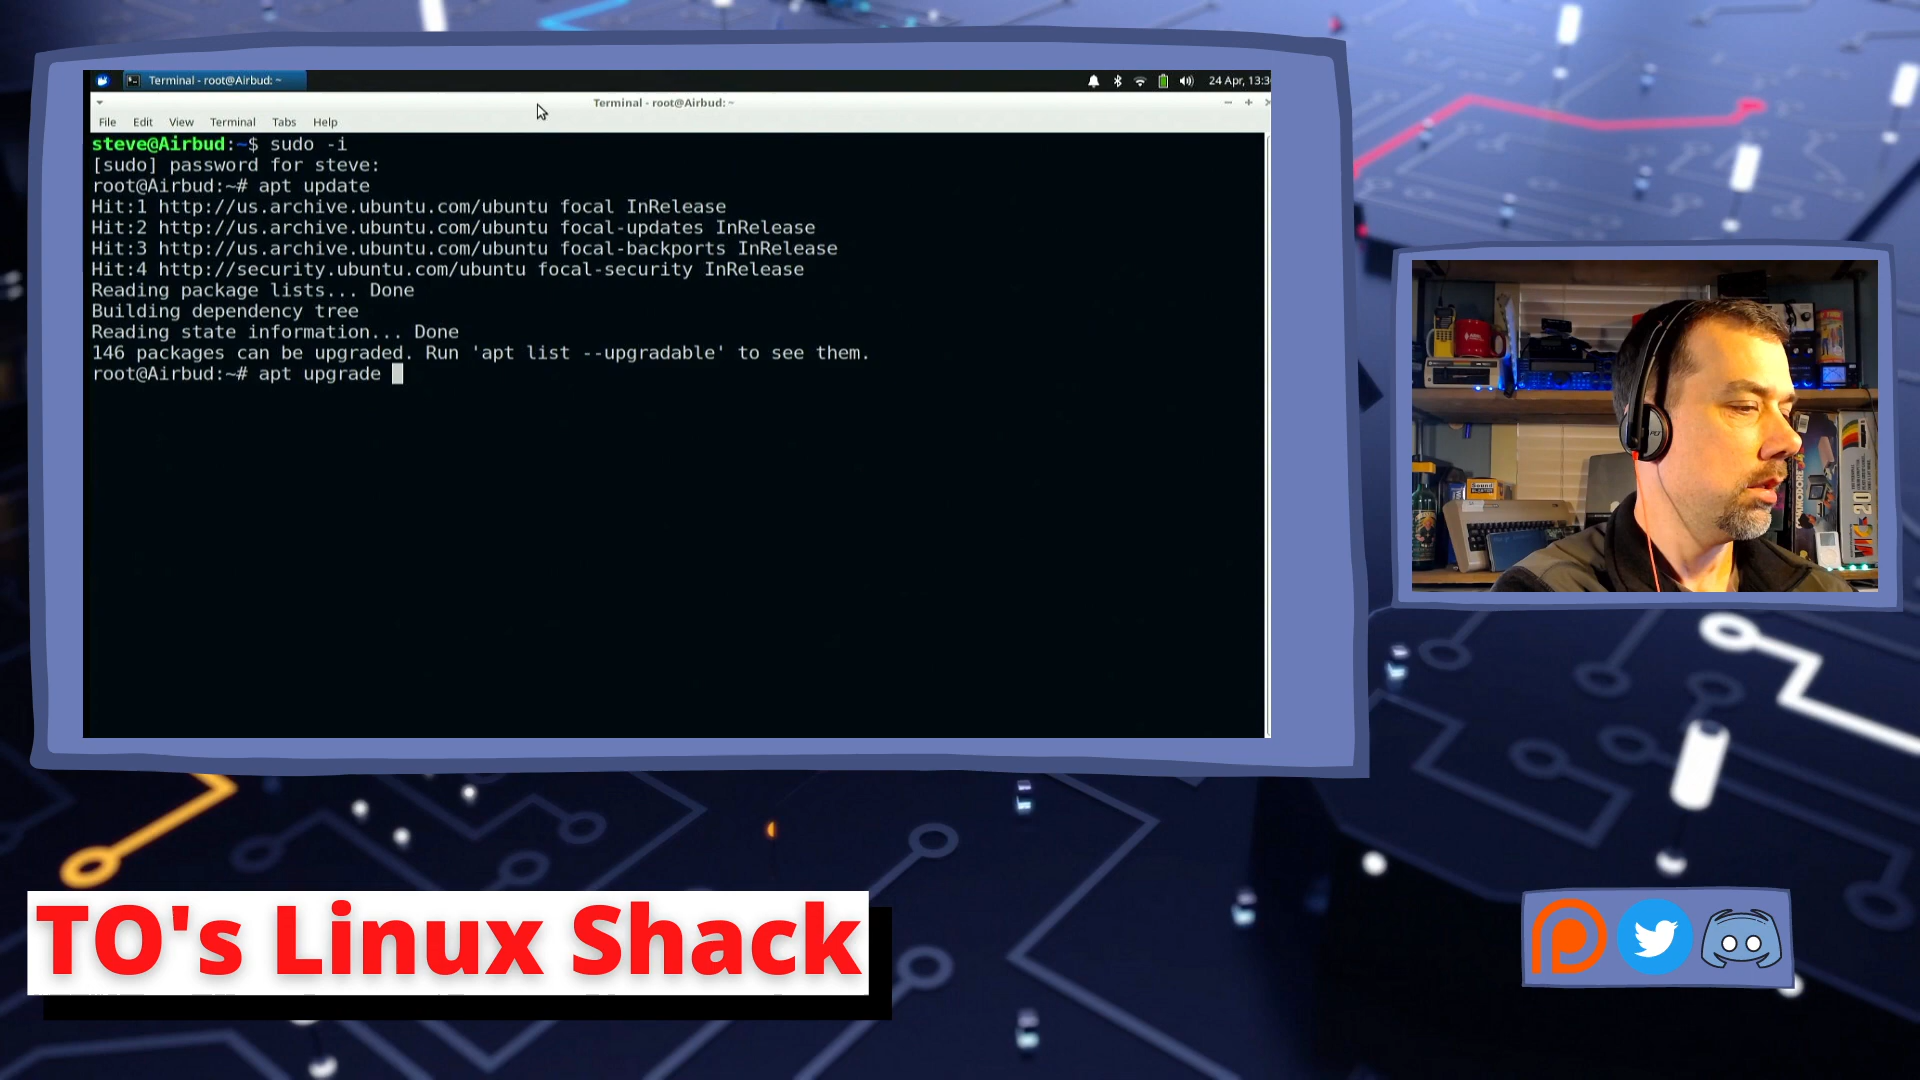 Terminal - root@Airbud: ~
24 Apr, 13:3
Terminal - root@Airbud: ~
File Edit View Terminal Tabs Help
steve@Airbud:~$ sudo -i
[sudo] password for steve:
root@Airbud:~# apt update
Hit:1 http://us.archive.ubuntu.com/ubuntu focal InRelease
Hit:2 http://us.archive.ubuntu.com/ubuntu focal-updates InRelease
Hit:3 http://us.archive.ubuntu.com/ubuntu focal-backports InRelease
Hit:4 http://security.ubuntu.com/ubuntu focal-security InRelease
Reading package lists... Done
Building dependency tree
Reading state information... Done
146 packages can be upgraded. Run 'apt list --upgradable' to see them.
root@Airbud:~# apt upgrade
COMMODORE
VIC 20
TO's Linux Shack